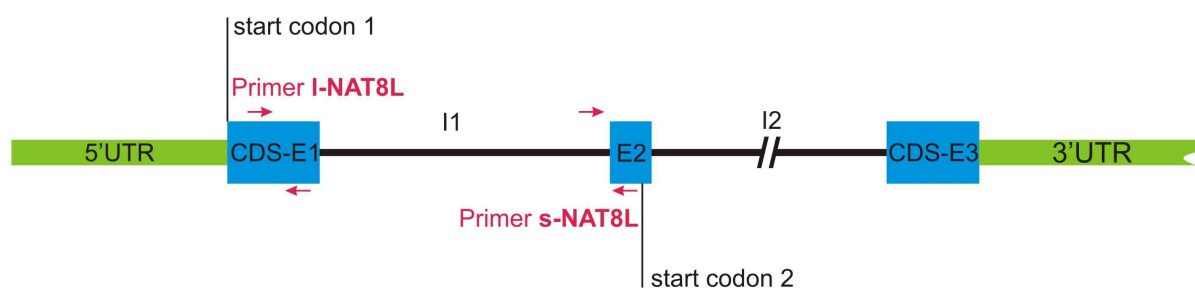 start codon 1
Primer l-NAT8L
I1
I2
5'UTR
CDS-E1
E2
CDS-E3
3'UTR
Primer s-NAT8L
start codon 2